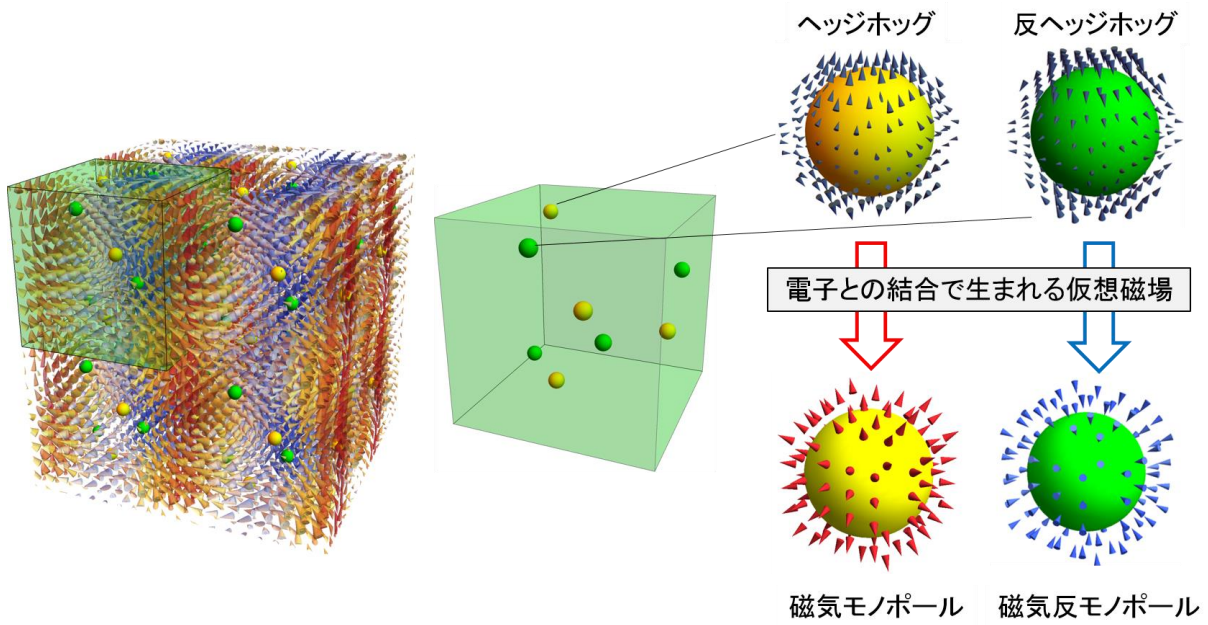 ヘッジホッグ
反ヘッジホッグ
電子との結合で生まれる仮想磁場
磁気モノポール
磁気反モノポール